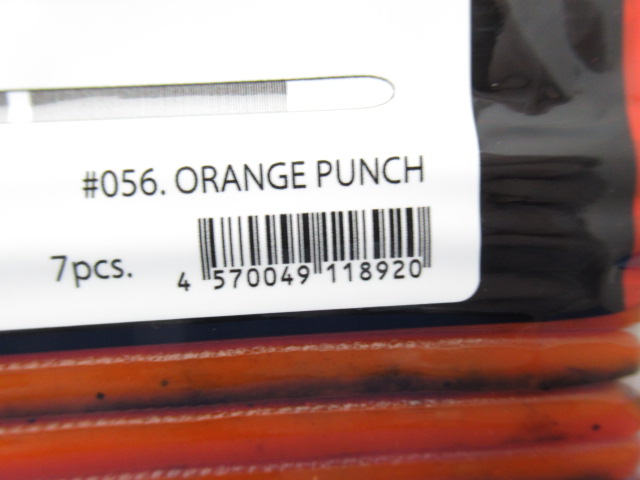 #056. ORANGE PUNCH
7pcs.
4 570049 118920